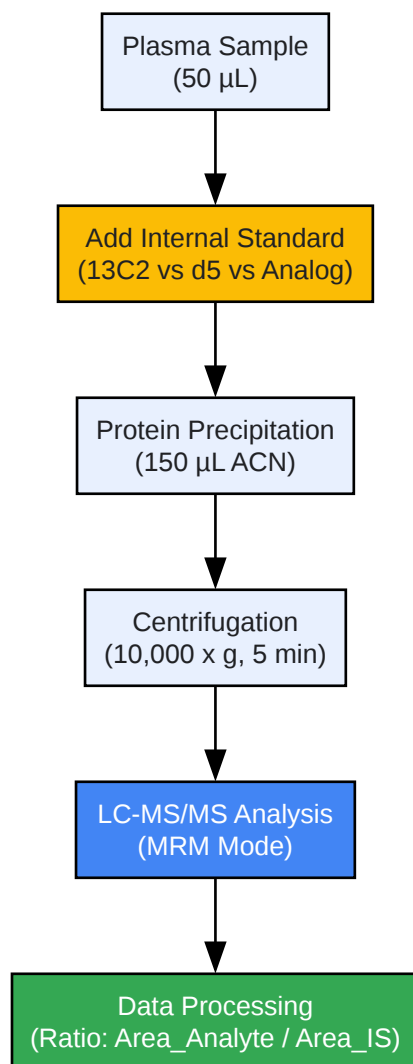 Plasma Sample
(50 µL)
Add Internal Standard
(13C2 vs d5 vs Analog)
Protein Precipitation
(150 µL ACN)
Centrifugation
(10,000 x g, 5 min)
LC-MS/MS Analysis
(MRM Mode)
Data Processing
(Ratio: Area_Analyte / Area_IS)